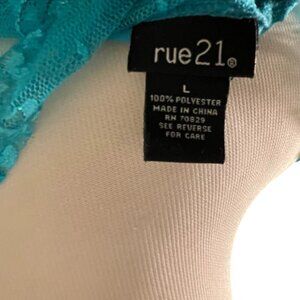 rue21®
L
100% POLYESTER
MADE IN CHINA
RN 70829
SEE REVERSE
FOR CARE